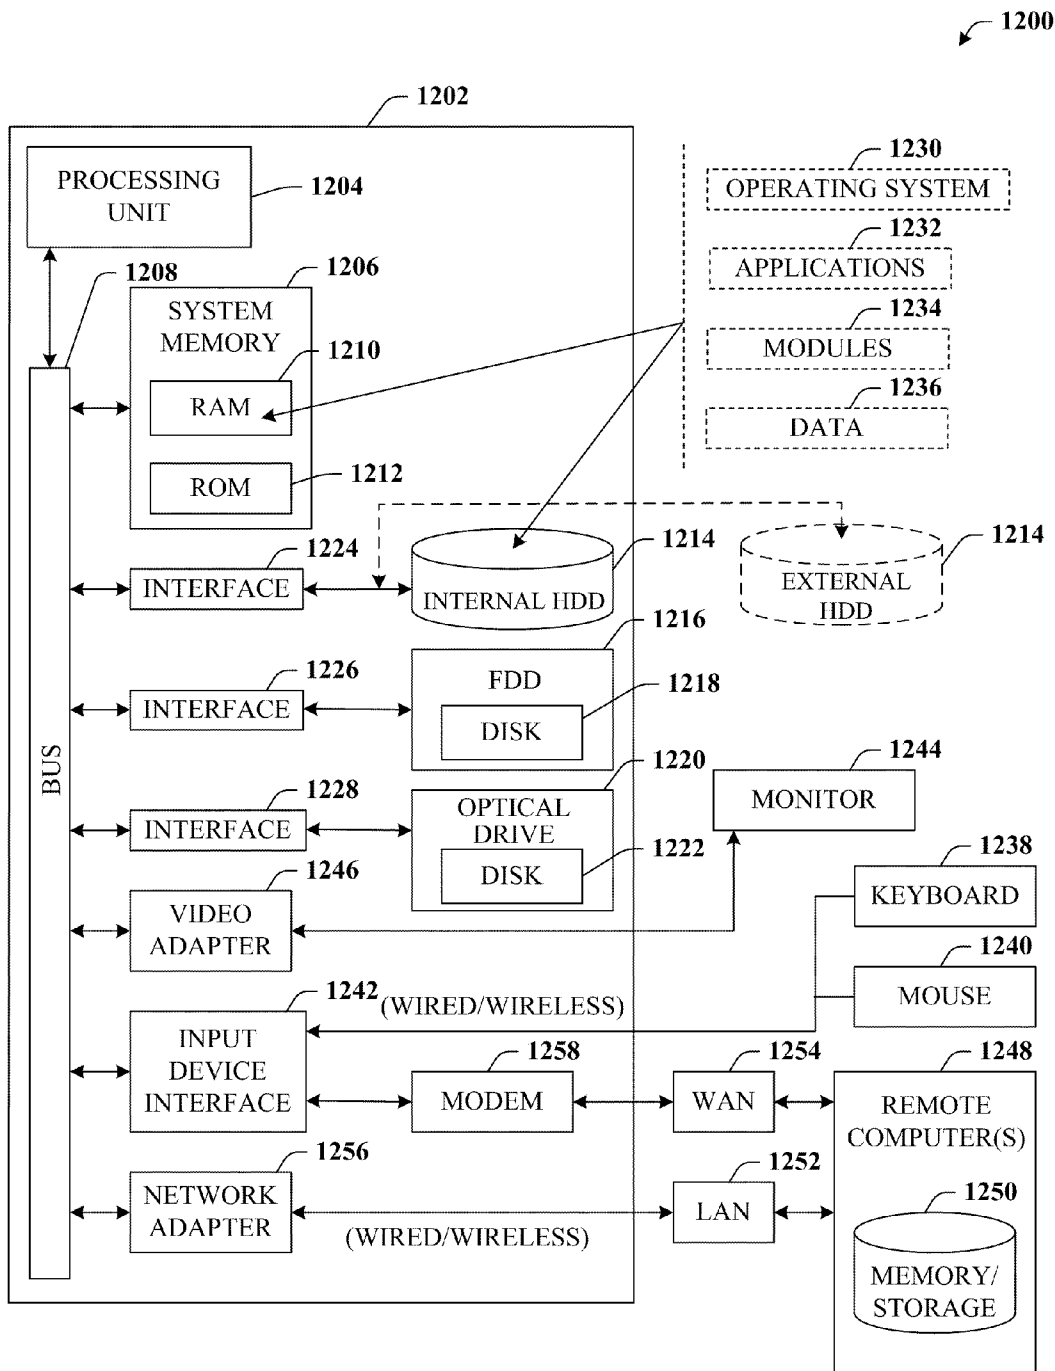 1200
1202
PROCESSING
UNIT
1204
1230
OPERATING SYSTEM
1232
APPLICATIONS
1234
MODULES
1236
DATA
1208
1206
SYSTEM
MEMORY
1210
RAM
ROM
1212
1224
INTERFACE
INTERNAL HDD
1214
EXTERNAL
HDD
1214
1226
INTERFACE
1216
FDD
1218
DISK
BUS
1228
INTERFACE
1220
OPTICAL
DRIVE
1222
DISK
1244
MONITOR
1246
VIDEO
ADAPTER
1238
KEYBOARD
1240
MOUSE
1242
(WIRED/WIRELESS)
INPUT
DEVICE
INTERFACE
1258
MODEM
1254
WAN
1248
REMOTE
COMPUTER(S)
1256
NETWORK
ADAPTER
(WIRED/WIRELESS)
1252
LAN
1250
MEMORY/
STORAGE